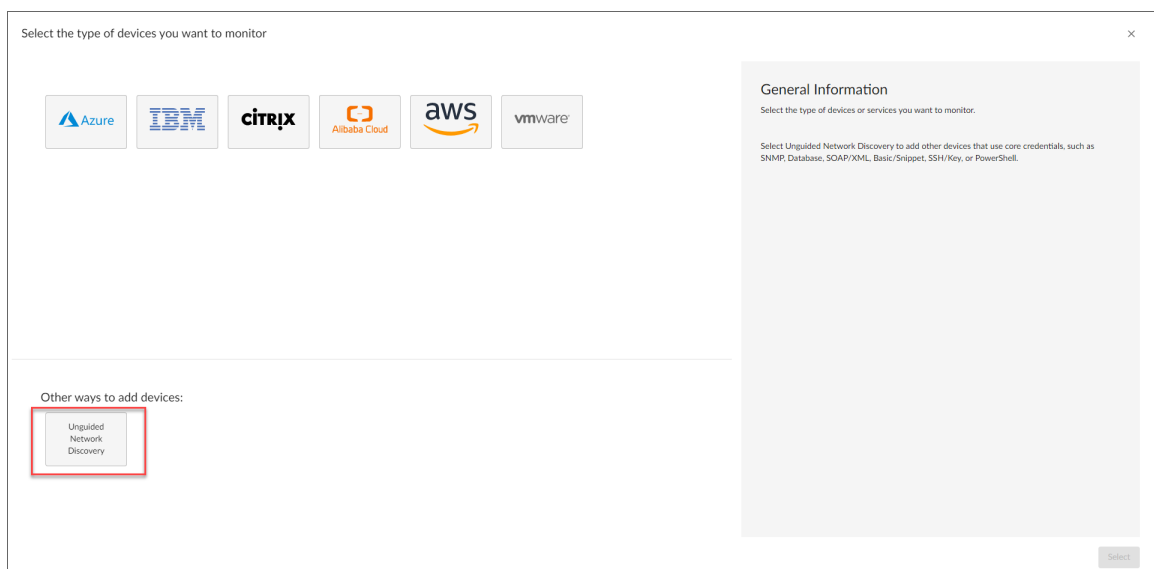 Select the type of devices you want to monitor
×
Azure
IBM
CİTRIX
Alibaba Cloud
aws
vmware
General Information
Select the type of devices or services you want to monitor.
Select Unguided Network Discovery to add other devices that use core credentials, such as
SNMP, Database, SOAP/XML, Basic/Snippet, SSH/Key, or PowerShell.
Other ways to add devices:
Unguided
Network
Discovery
Select